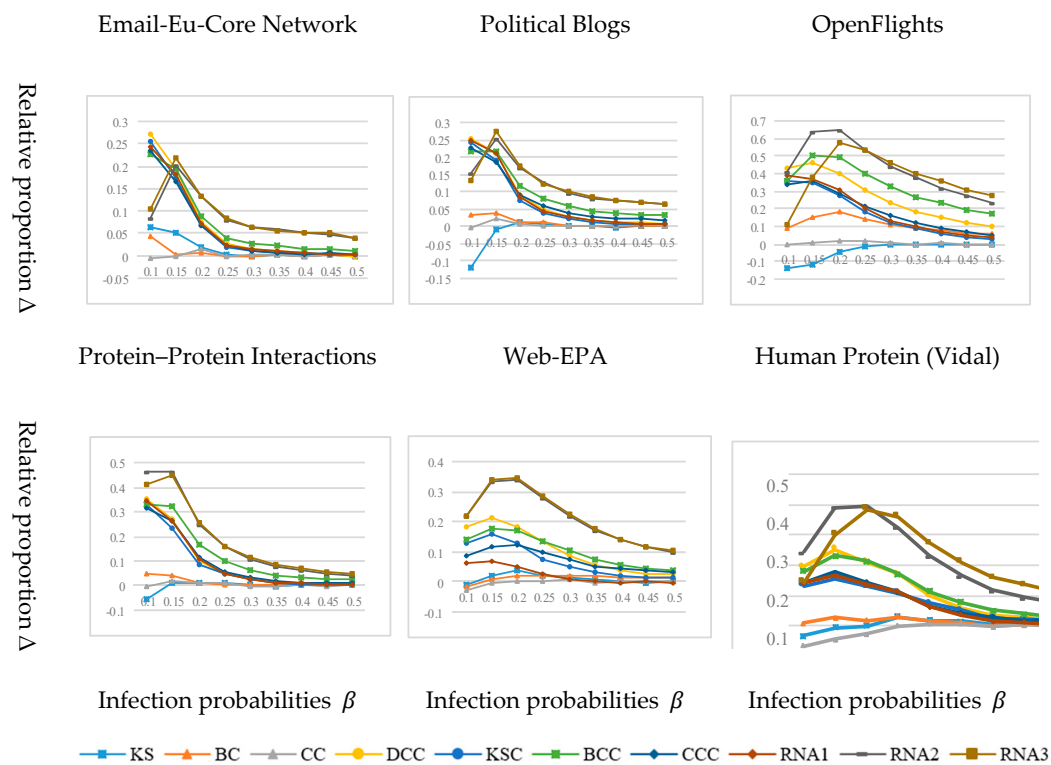 Email-Eu-Core Network
Political Blogs
OpenFlights
Relative proportion Δ
0.3
0.25
0.2
0.15
0.1
0.05
0
0.05
0.1 0.15 0.2 0.25 0.3 0.35 0.4 0.45 0.5
0.3
0.25
0.2
0.15
0.1
0.05
0
-0.05
-0.1
-0.15
0.1 0.15 0.2 0.25 0.3 0.35 0.4 0.45 0.5
0.7
0.6
0.5
0.4
0.3
0.2
0.1
0
-0.1
-0.2
0.1 0.15 0.2 0.25 0.3 0.35 0.4 0.45 0.5
Protein–Protein Interactions
Web-EPA
Human Protein (Vidal)
Relative proportion Δ
0.5
0.4
0.3
0.2
0.1
0
-0.1
0.1 0.15 0.2 0.25 0.3 0.35 0.4 0.45 0.5
0.4
0.3
0.2
0.1
0
-0.1
0.1 0.15 0.2 0.25 0.3 0.35 0.4 0.45 0.5
0.5
0.4
0.3
0.2
0.1
Infection probabilities β
Infection probabilities β
Infection probabilities β
KS BC CC DCC KSC BCC CCC RNA1 RNA2 RNA3